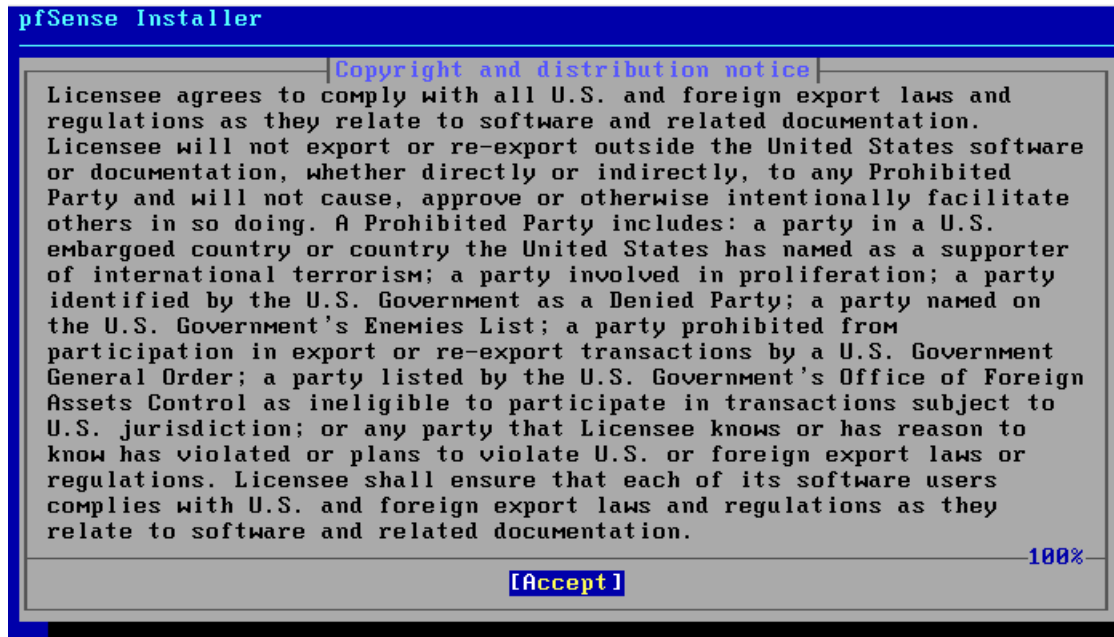 pfSense Installer
Copyright and distribution notice
Licensee agrees to comply with all U.S. and foreign export laws and
regulations as they relate to software and related documentation.
Licensee will not export or re-export outside the United States software
or documentation, whether directly or indirectly, to any Prohibited
Party and will not cause, approve or otherwise intentionally facilitate
others in so doing. A Prohibited Party includes: a party in a U.S.
embargoed country or country the United States has named as a supporter
of international terrorism; a party involved in proliferation; a party
identified by the U.S. Government as a Denied Party; a party named on
the U.S. Government's Enemies List; a party prohibited from
participation in export or re-export transactions by a U.S. Government
General Order; a party listed by the U.S. Government's Office of Foreign
Assets Control as ineligible to participate in transactions subject to
U.S. jurisdiction; or any party that Licensee knows or has reason to
know has violated or plans to violate U.S. or foreign export laws or
regulations. Licensee shall ensure that each of its software users
complies with U.S. and foreign export laws and regulations as they
relate to software and related documentation.
100%
[Accept]